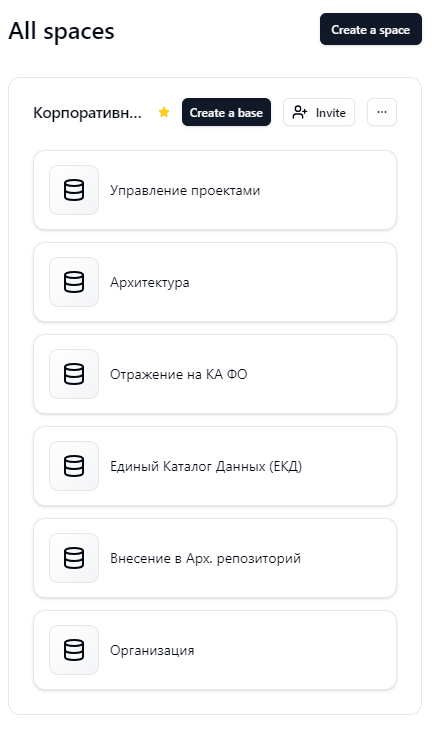 All spaces
Create a space
Корпоративн...
Create a base
Invite
...
Управление проектами
Архитектура
Отражение на КА ФО
Единый Каталог Данных (ЕКД)
Внесение в Арх. репозиторий
Организация